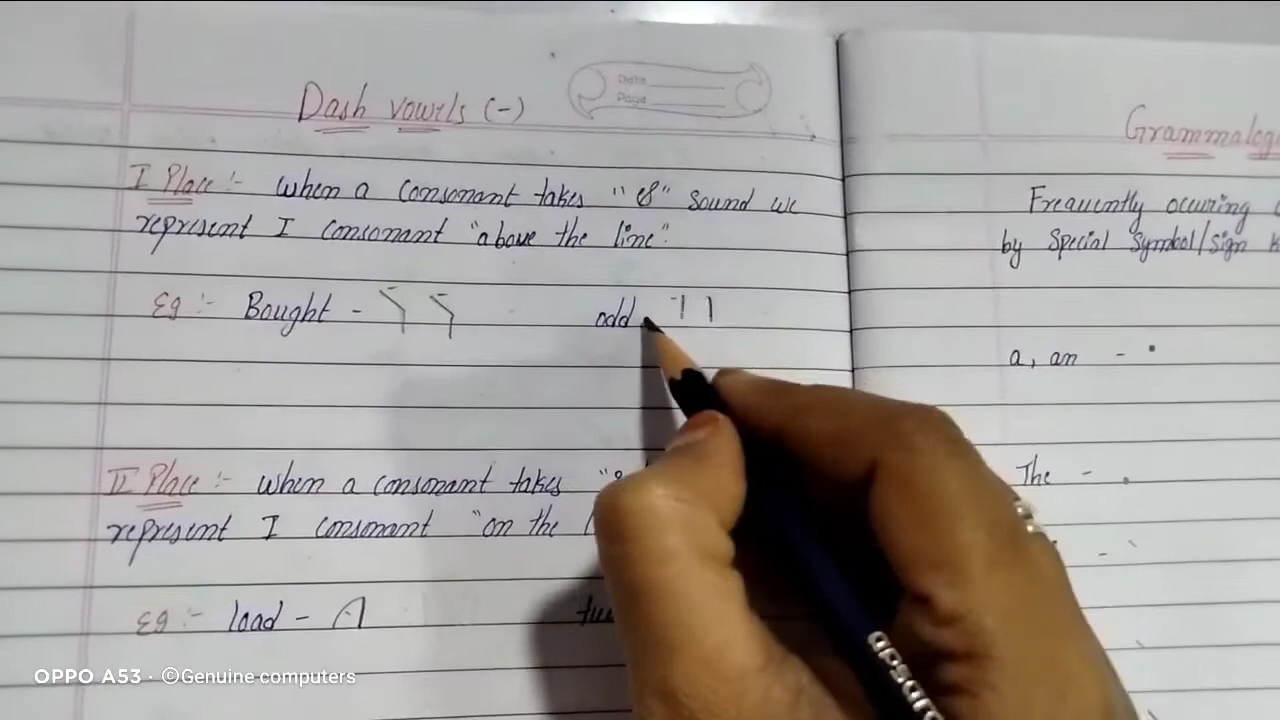 Dash vowels (-)
Date
Page
I Place :- when a consonant takes " sound we
represent I consonant "above the line".
Eg :- Bought - odd
II Place :- when a consonant takes
represent I consonant "on the
Eg :- load -
Frequently occuring
by Special Symbol/Sign
a, an -
The -
apsara
OPPO A53 · ©Genuine computers